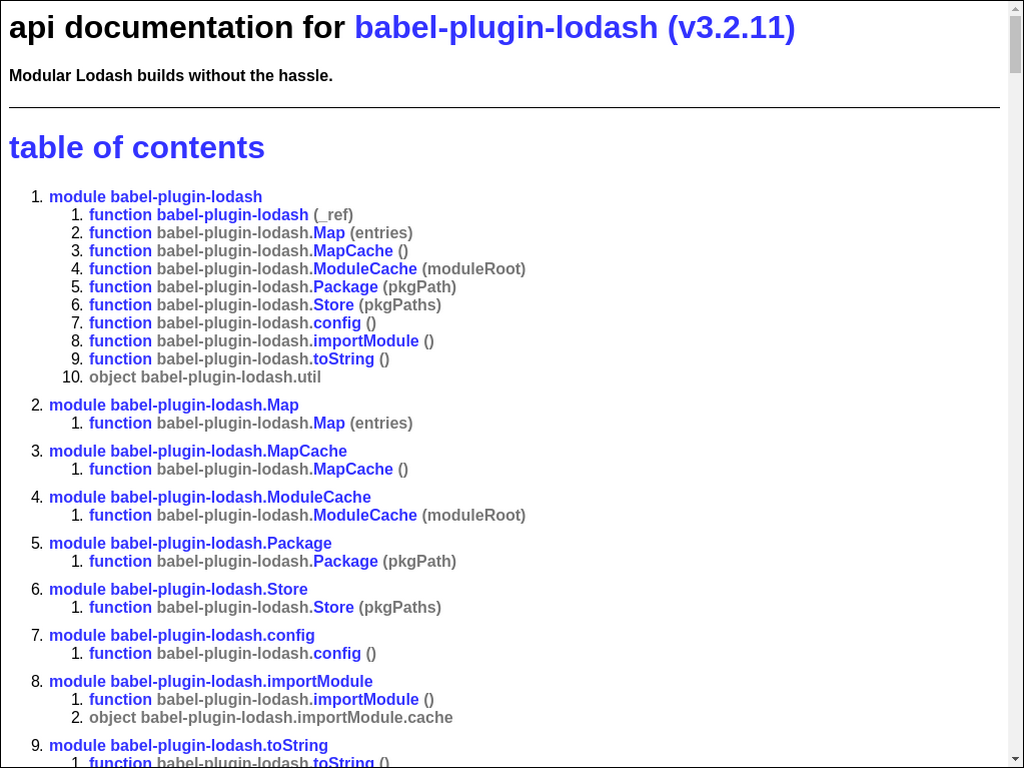 api documentation for babel-plugin-lodash (v3.2.11)
Modular Lodash builds without the hassle.
table of contents
1. module babel-plugin-lodash
1. function babel-plugin-lodash (_ref)
2. function babel-plugin-lodash.Map (entries)
3. function babel-plugin-lodash.MapCache ()
4. function babel-plugin-lodash.ModuleCache (moduleRoot)
5. function babel-plugin-lodash.Package (pkgPath)
6. function babel-plugin-lodash.Store (pkgPaths)
7. function babel-plugin-lodash.config ()
8. function babel-plugin-lodash.importModule ()
9. function babel-plugin-lodash.toString ()
10. object babel-plugin-lodash.util
2. module babel-plugin-lodash.Map
1. function babel-plugin-lodash.Map (entries)
3. module babel-plugin-lodash.MapCache
1. function babel-plugin-lodash.MapCache ()
4. module babel-plugin-lodash.ModuleCache
1. function babel-plugin-lodash.ModuleCache (moduleRoot)
5. module babel-plugin-lodash.Package
1. function babel-plugin-lodash.Package (pkgPath)
6. module babel-plugin-lodash.Store
1. function babel-plugin-lodash.Store (pkgPaths)
7. module babel-plugin-lodash.config
1. function babel-plugin-lodash.config ()
8. module babel-plugin-lodash.importModule
1. function babel-plugin-lodash.importModule ()
2. object babel-plugin-lodash.importModule.cache
9. module babel-plugin-lodash.toString
1. function babel-plugin-lodash.toString ()